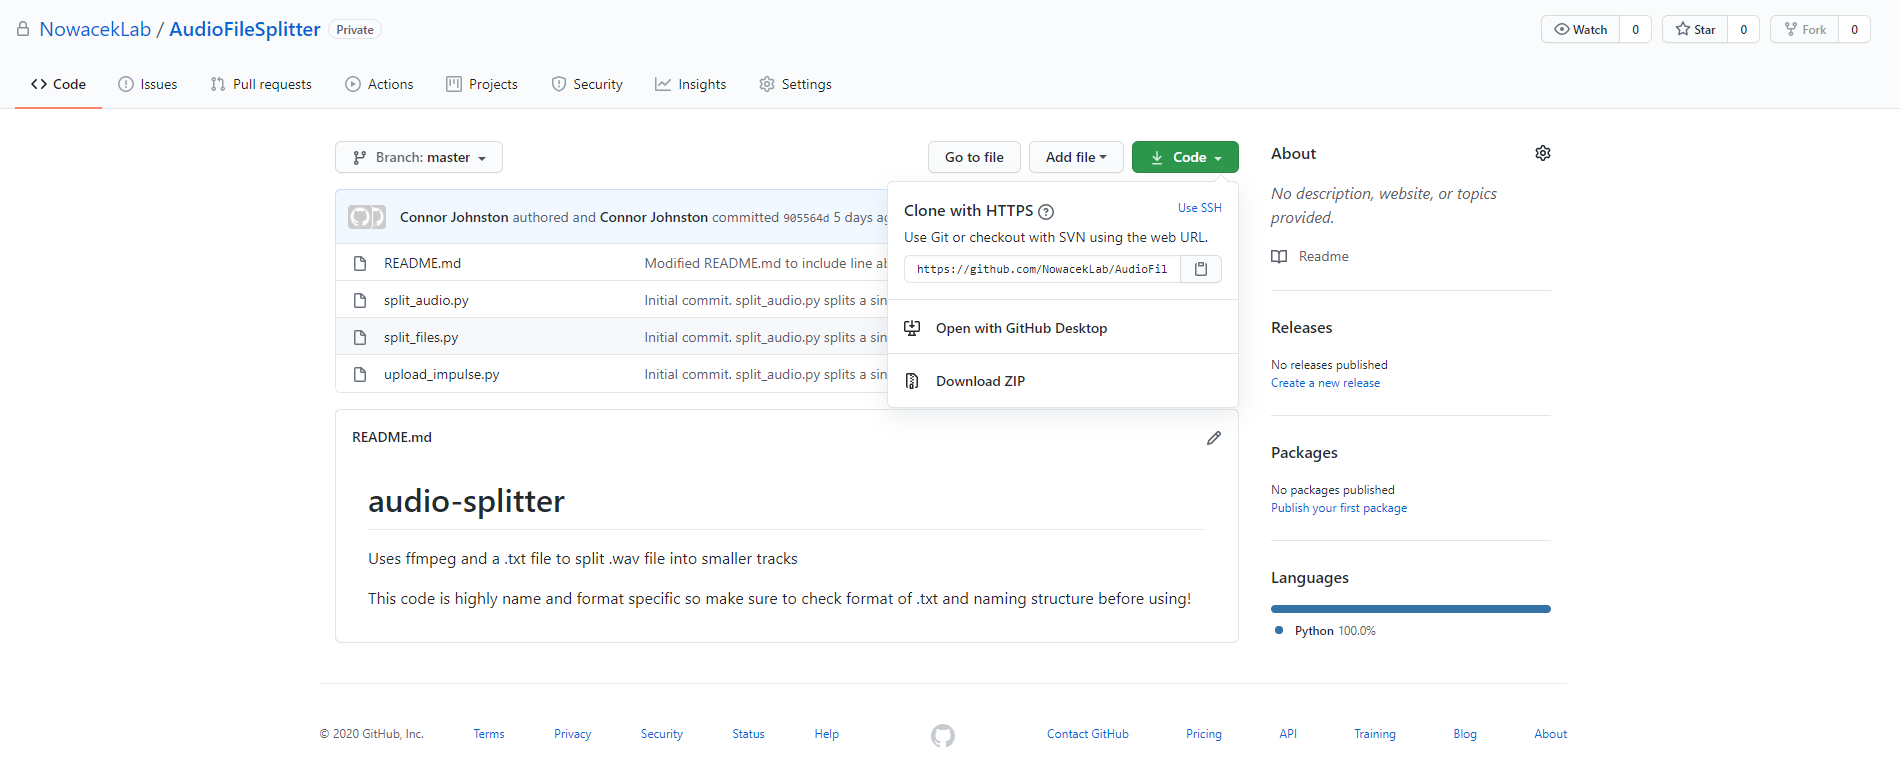 NowacekLab / AudioFileSplitter Private
Watch 0 Star 0 Fork 0
Code Issues Pull requests Actions Projects Security Insights Settings
Branch: master
Go to file Add file Code
Connor Johnston authored and Connor Johnston committed 905564d 5 days ag
README.md Modified README.md to include line ab
split_audio.py Initial commit. split_audio.py splits a sin
split_files.py Initial commit. split_audio.py splits a sin
upload_impulse.py Initial commit. split_audio.py splits a sin
Clone with HTTPS ?
Use SSH
Use Git or checkout with SVN using the web URL.
https://github.com/NowacekLab/AudioFil
Open with GitHub Desktop
Download ZIP
README.md
audio-splitter
Uses ffmpeg and a .txt file to split .wav file into smaller tracks
This code is highly name and format specific so make sure to check format of .txt and naming structure before using!
About
No description, website, or topics
provided.
Readme
Releases
No releases published
Create a new release
Packages
No packages published
Publish your first package
Languages
Python 100.0%
© 2020 GitHub, Inc. Terms Privacy Security Status Help Contact GitHub Pricing API Training Blog About